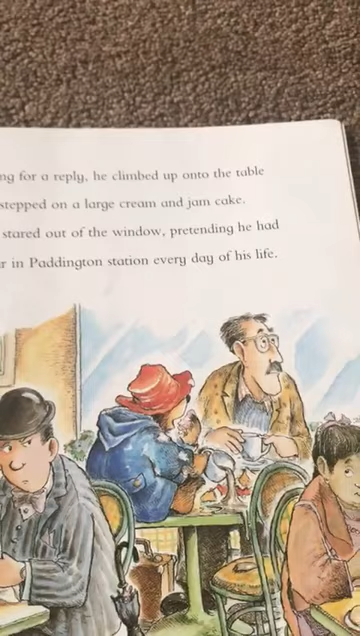 for a reply, he climbed up onto the table
stepped on a large cream and jam cake.
stared out of the window, pretending he had
in Paddington station every day of his life.